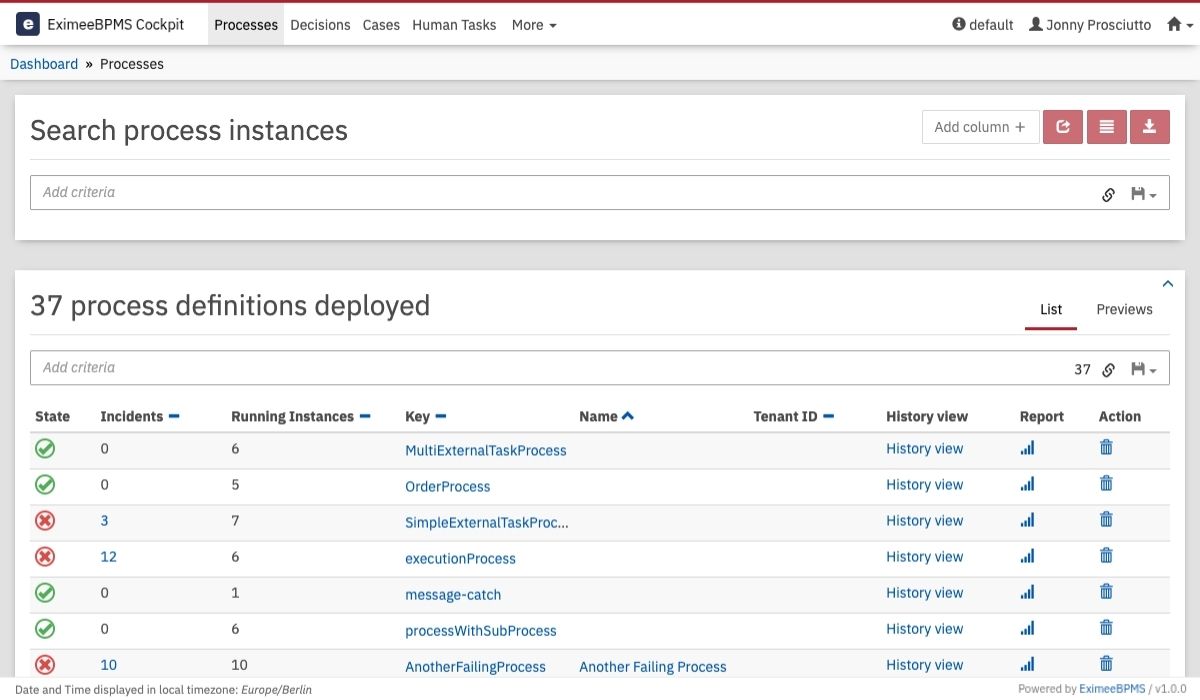 e EximeeBPMS Cockpit Processes Decisions Cases Human Tasks More default Jonny Prosciutto
Dashboard » Processes
Search process instances Add column +
Add criteria
37 process definitions deployed List Previews
Add criteria 37
State Incidents Running Instances Key Name Tenant ID History view Report Action
0 6 MultiExternalTaskProcess History view
0 5 OrderProcess History view
3 7 SimpleExternalTaskProc... History view
12 6 executionProcess History view
0 1 message-catch History view
0 6 processWithSubProcess History view
10 10 AnotherFailingProcess Another Failing Process History view
Date and Time displayed in local timezone: Europe/Berlin Powered by EximeeBPMS / v1.0.0